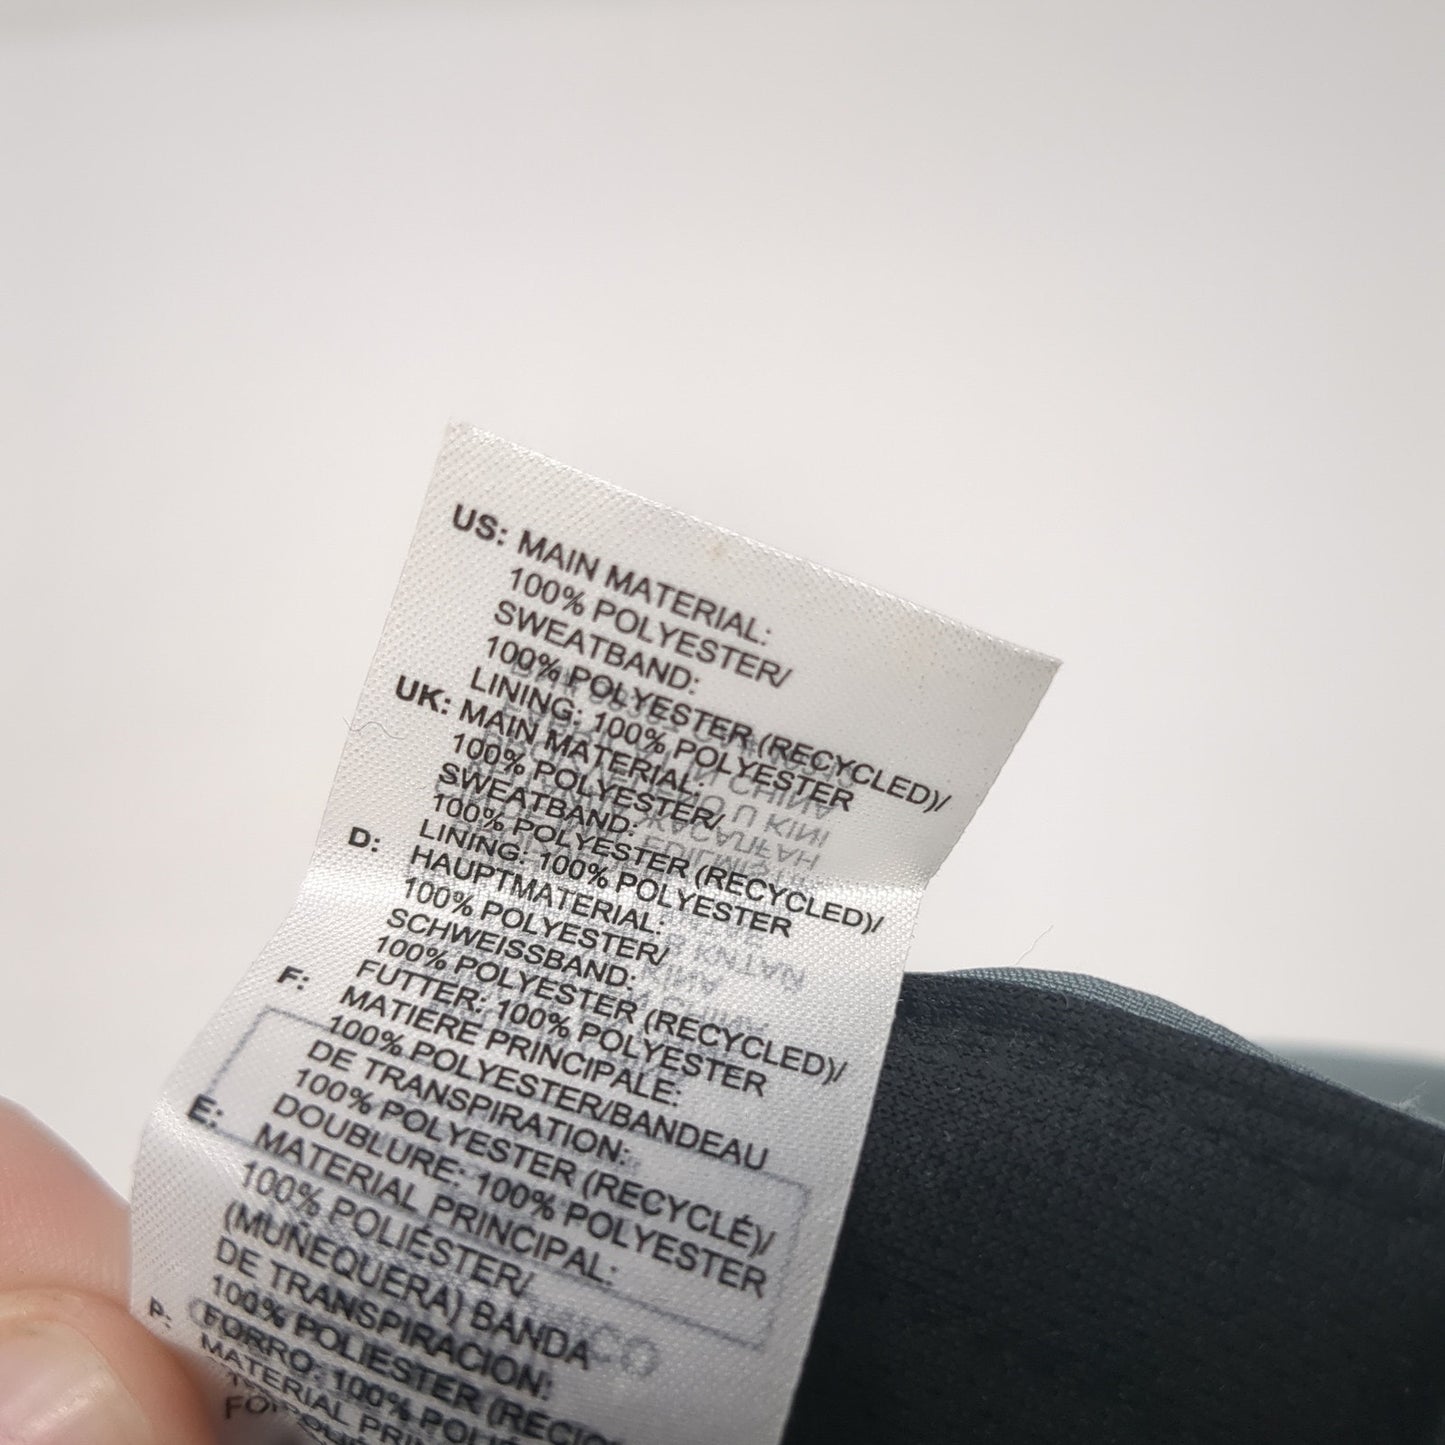 US: MAIN MATERIAL:
100% POLYESTER/
SWEATBAND:
100% POLYESTER (RECYCLED)/
LINING: 100% POLYESTER
UK: MAIN MATERIAL:
100% POLYESTER/
SWEATBAND:
100% POLYESTER (RECYCLED)/
LINING: 100% POLYESTER
D: HAUPTMATERIAL:
100% POLYESTER/
SCHWEISSBAND:
100% POLYESTER (RECYCLED)/
FUTTER: 100% POLYESTER
F: MATIÈRE PRINCIPALE:
100% POLYESTER/BANDEAU
DE TRANSPIRATION:
100% POLYESTER (RECYCLÉ)/
DOUBLURE: 100% POLYESTER
E: MATERIAL PRINCIPAL:
100% POLIÉSTER/
(MUÑEQUERA) BANDA
DE TRANSPIRACIÓN:
100% POLIÉSTER
FORRO: 100%
P: MATERIAL